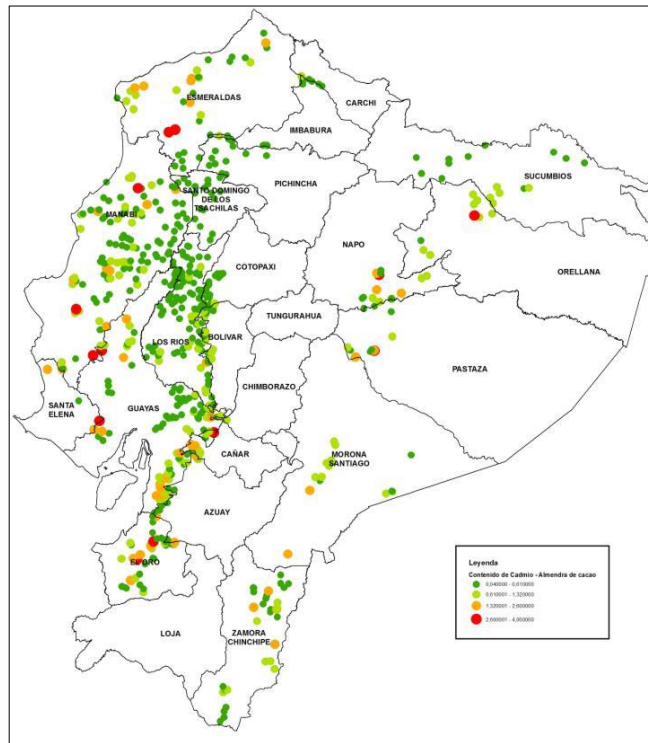 ESMERALDAS
CARCHI
IMBABURA
SUCUMBIOS
PICHINCHA
SANTO DOMINGO
DE LOS
TSACHILAS
MANABI
NAPO
COTOPAXI
ORELLANA
TUNGURAHUA
LOS RIOS
BOLIVAR
PASTAZA
CHIMBORAZO
SANTA
ELENA
GUAYAS
MORONA
SANTIAGO
CAÑAR
AZUAY
EL ORO
LOJA
ZAMORA
CHINCHIPE
Leyenda
Contenido de Cadmio - Almendra de cacao
0,040000 - 0,610000
0,610001 - 1,320000
1,320001 - 2,600000
2,600001 - 4,000000